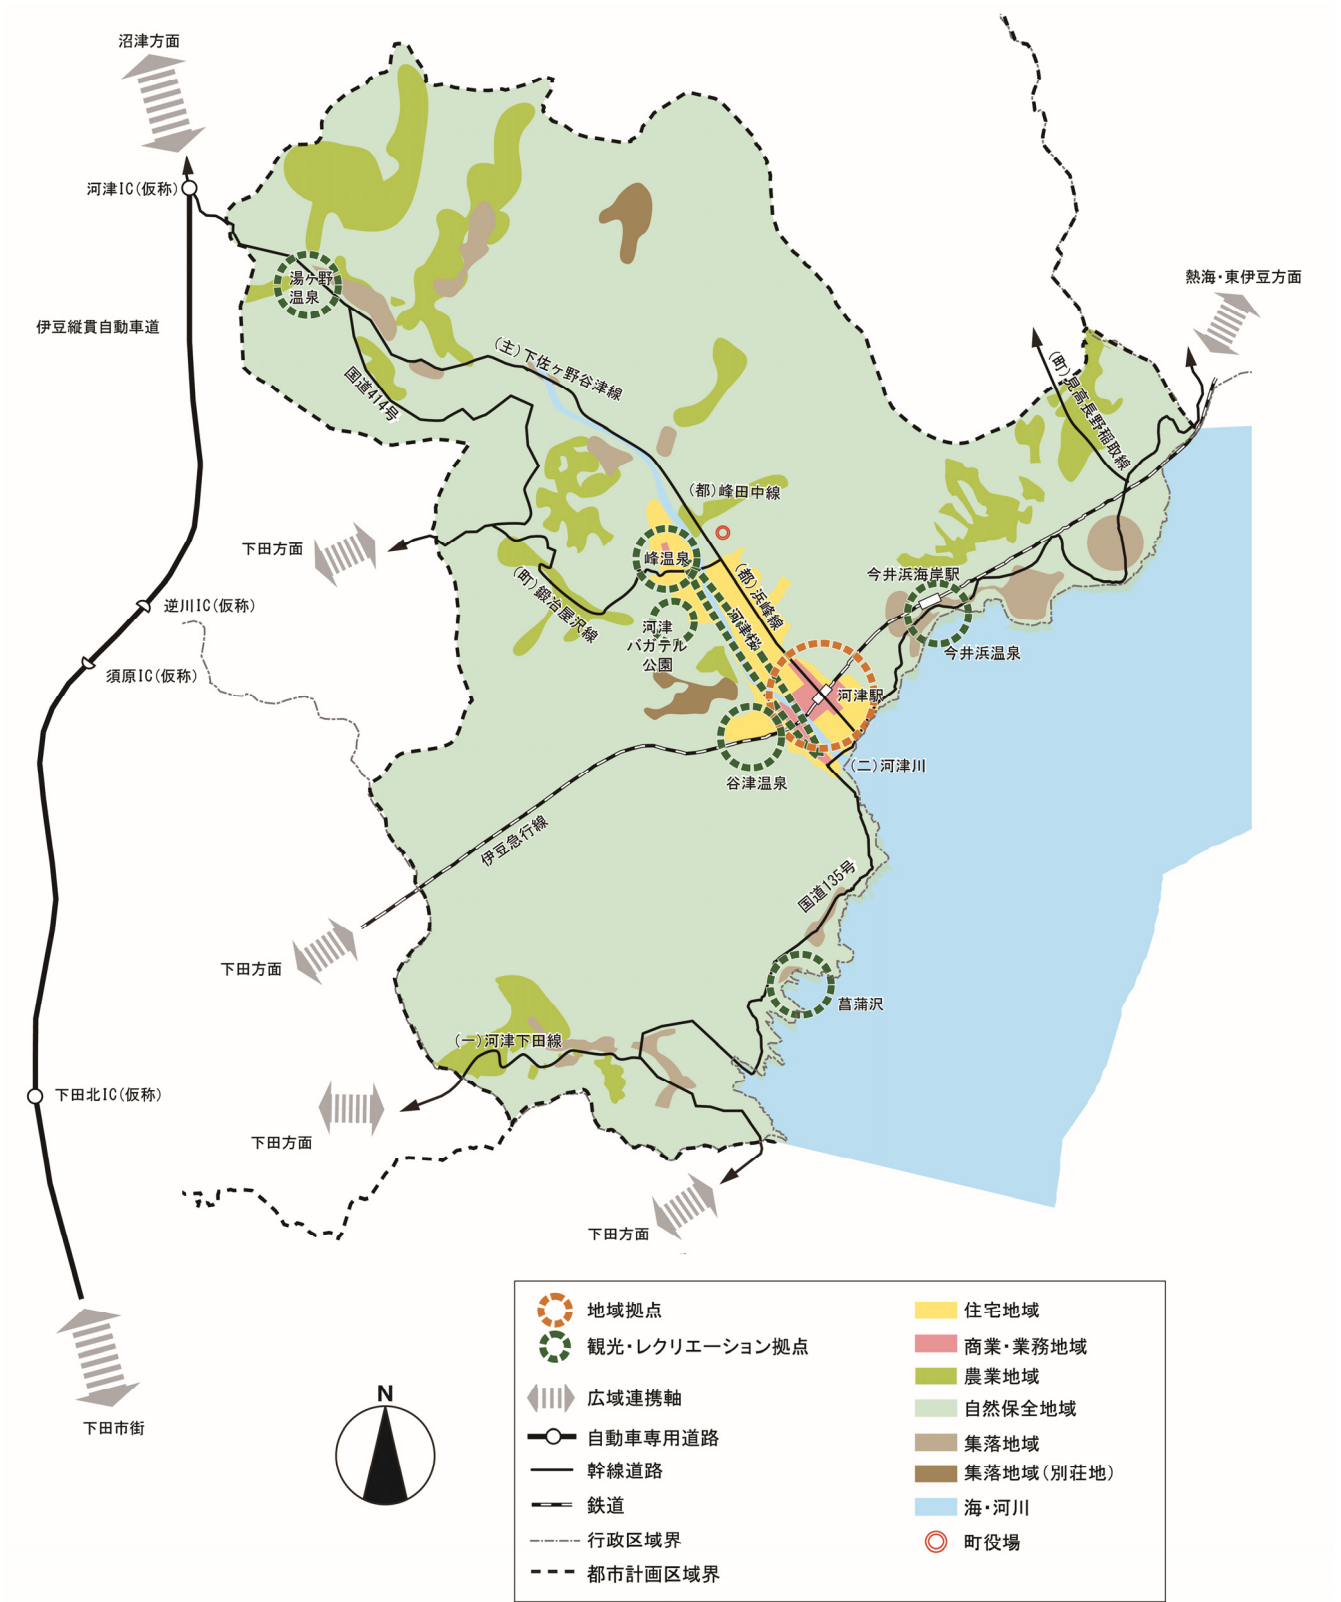 沼津方面
河津IC(仮称)
熱海・東伊豆方面
湯ヶ野
温泉
伊豆縦貫自動車道
(主)下佐ヶ野谷津線
国道414号
(町)見高長野稲取線
(都)峰田中線
下田方面
峰温泉
(都)浜峰線
今井浜海岸駅
(町)鍛冶屋沢線
河津桜
逆川IC(仮称)
河津
バガテル
公園
今井浜温泉
須原IC(仮称)
河津駅
(二)河津川
谷津温泉
伊豆急行線
国道135号
下田方面
菖蒲沢
(一)河津下田線
下田北IC(仮称)
下田方面
下田方面
下田市街
N
地域拠点
観光・レクリエーション拠点
広域連携軸
自動車専用道路
幹線道路
鉄道
行政区域界
都市計画区域界
住宅地域
商業・業務地域
農業地域
自然保全地域
集落地域
集落地域(別荘地)
海・河川
町役場